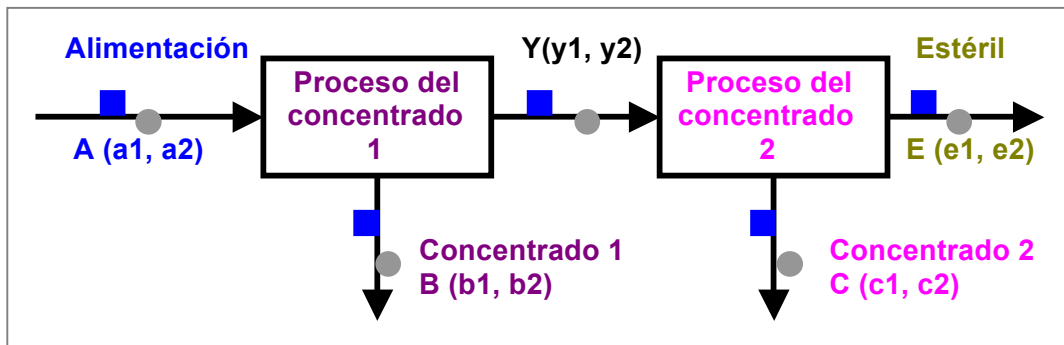 Alimentación
Y(y1, y2)
Estéril
Proceso del
concentrado
1
Proceso del
concentrado
2
A (a1, a2)
E (e1, e2)
Concentrado 1
B (b1, b2)
Concentrado 2
C (c1, c2)